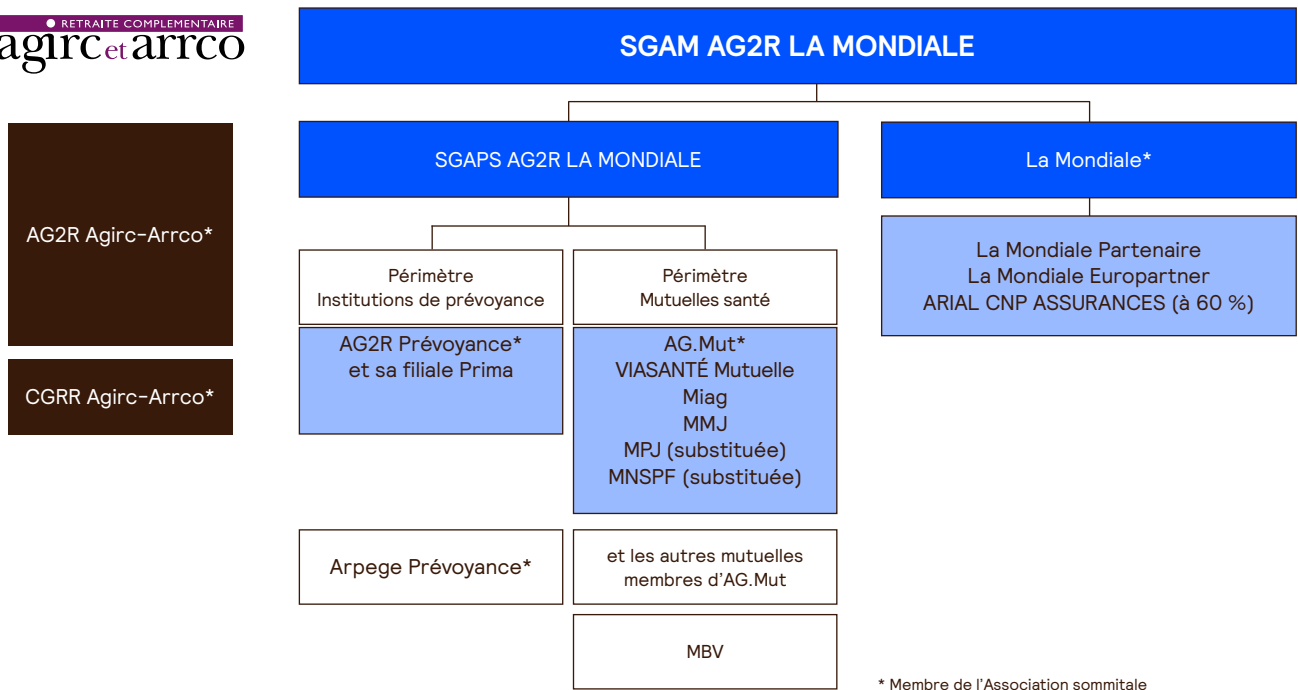 RETRAITE COMPLEMENTAIRE
agirc et arrco
SGAM AG2R LA MONDIALE
SGAPS AG2R LA MONDIALE
La Mondiale*
AG2R Agirc-Arrco*
CGRR Agirc-Arrco*
Périmètre
Institutions de prévoyance
AG2R Prévoyance*
et sa filiale Prima
Arpege Prévoyance*
Périmètre
Mutuelles santé
AG.Mut*
VIASANTÉ Mutuelle
Miag
MMJ
MPJ (substituée)
MNSPF (substituée)
et les autres mutuelles
membres d’AG.Mut
MBV
La Mondiale Partenaire
La Mondiale Europartner
ARIAL CNP ASSURANCES (à 60 %)
* Membre de l’Association sommitale